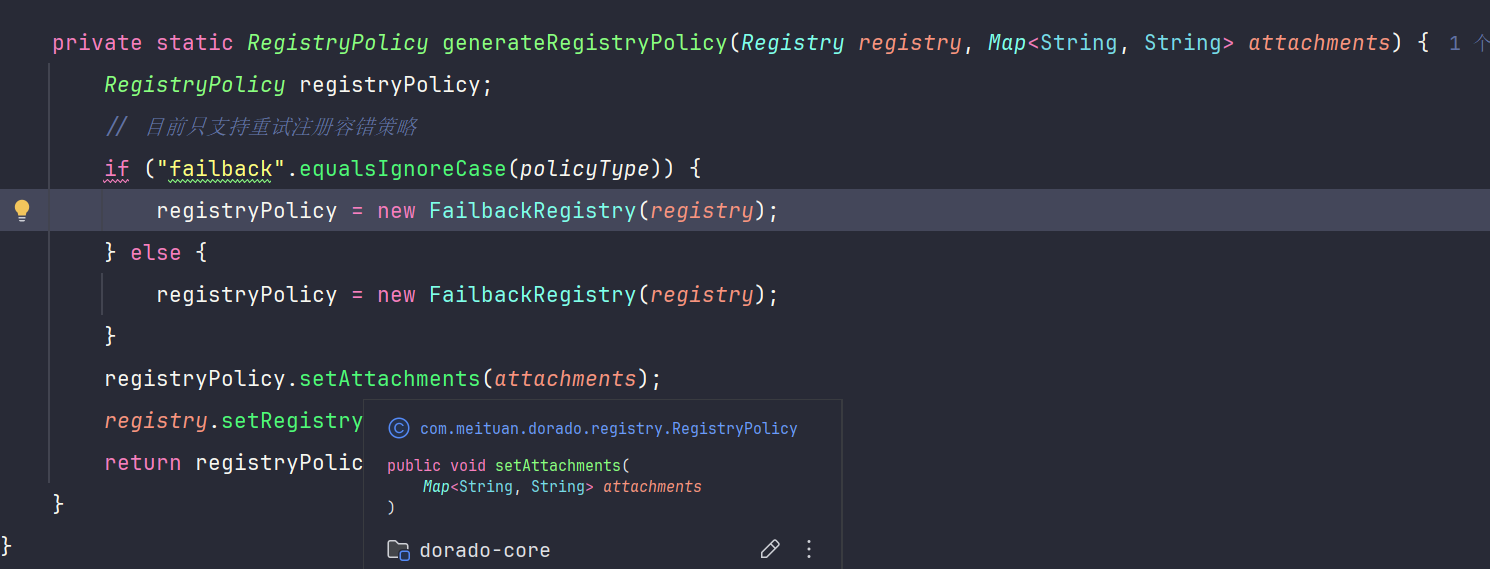 private static RegistryPolicy generateRegistryPolicy(Registry registry, Map<String, String> attachments) { 1 个
RegistryPolicy registryPolicy;
// 目前只支持重试注册容错策略
if ("failback".equalsIgnoreCase(policyType)) {
registryPolicy = new FailbackRegistry(registry);
} else {
registryPolicy = new FailbackRegistry(registry);
}
registryPolicy.setAttachments(attachments);
registry.setRegistry
return registryPolic
}
}
com.meituan.dorado.registry.RegistryPolicy
public void setAttachments(
Map<String, String> attachments
)
dorado-core